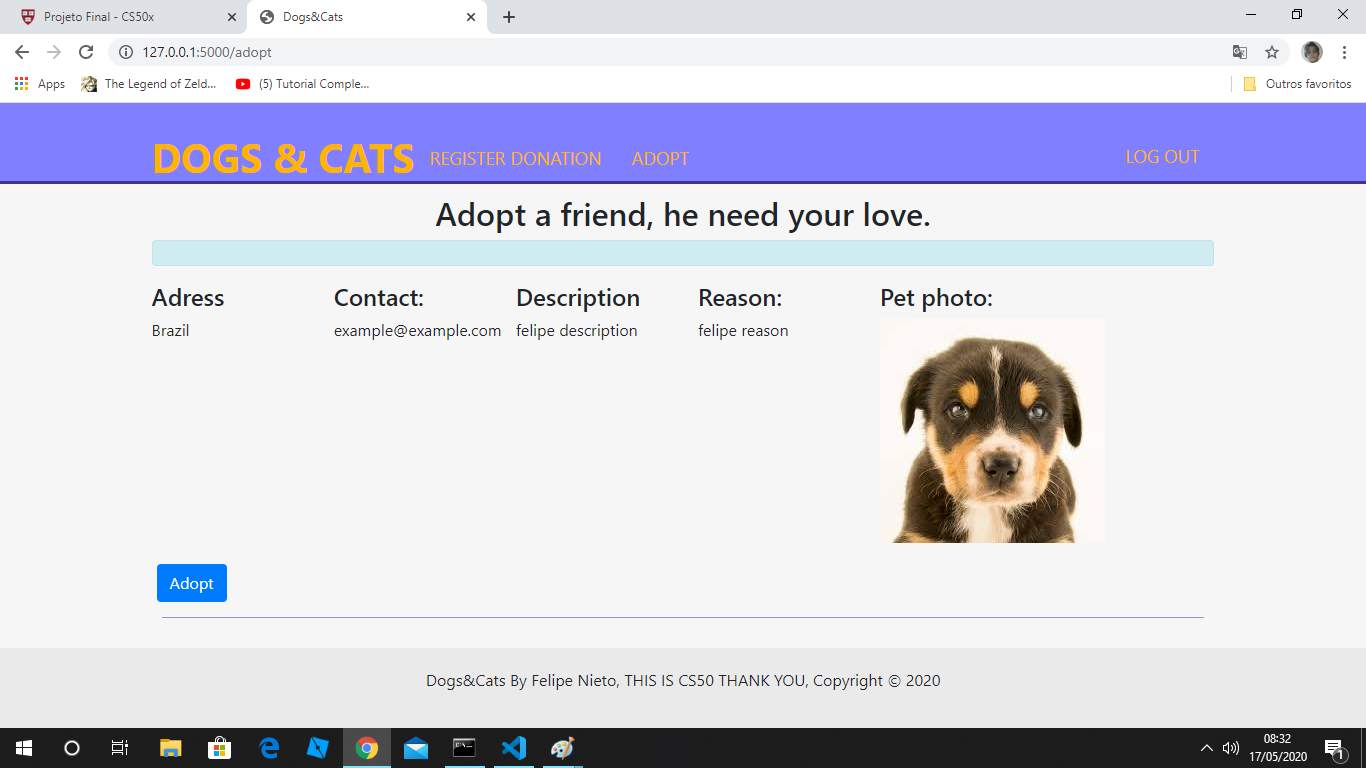 Projeto Final - CS50x
Dogs&Cats
127.0.0.1:5000/adopt
Apps The Legend of Zeld... (5) Tutorial Comple... Outros favoritos
DOGS & CATS REGISTER DONATION ADOPT LOG OUT
Adopt a friend, he need your love.
Adress Contact: Description Reason: Pet photo:
Brazil example@example.com felipe description felipe reason
Adopt
Dogs&Cats By Felipe Nieto, THIS IS CS50 THANK YOU, Copyright © 2020
08:32
17/05/2020
1